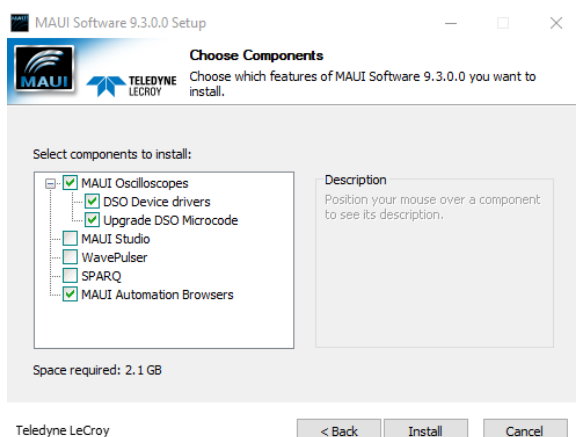 MAUI Software 9.3.0.0 Setup
MAUI
TELEDYNE
LECROY
Choose Components
Choose which features of MAUI Software 9.3.0.0 you want to
install.
Select components to install:
MAUI Oscilloscopes
DSO Device drivers
Upgrade DSO Microcode
MAUI Studio
WavePulser
SPARQ
MAUI Automation Browsers
Description
Position your mouse over a component
to see its description.
Space required: 2.1 GB
Teledyne LeCroy
< Back
Install
Cancel